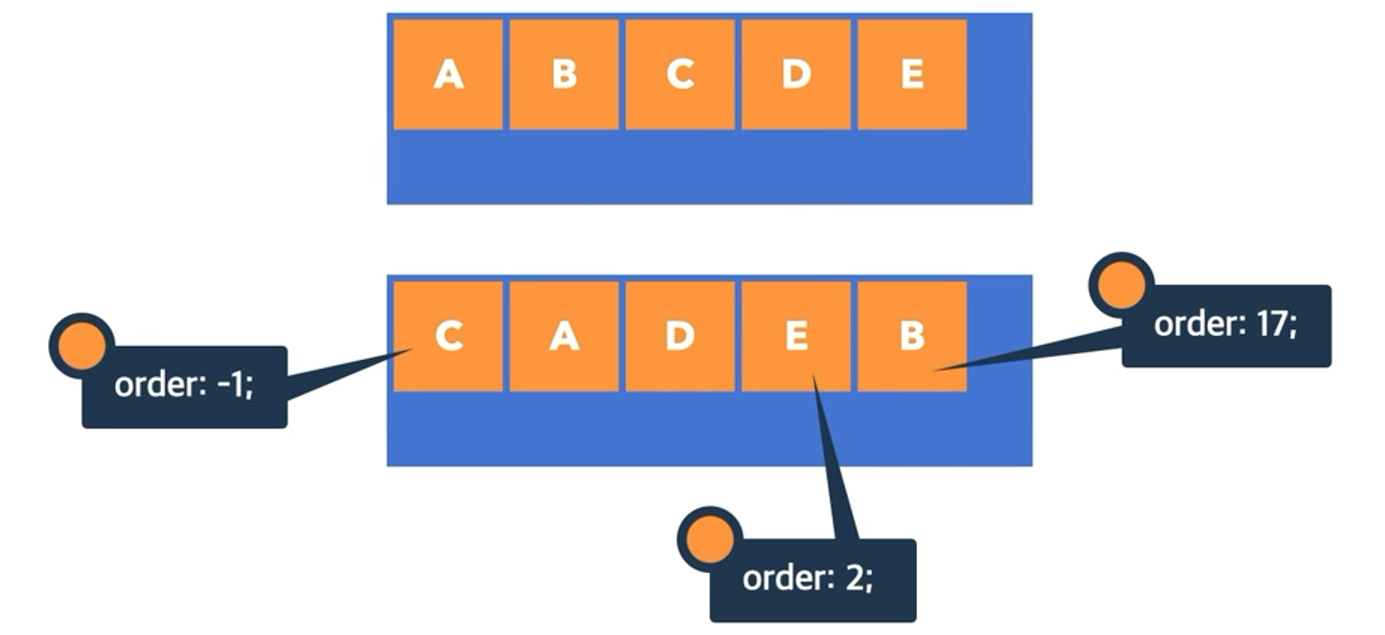 A B C D E
C A D E B
order: 17;
order: -1;
order: 2;